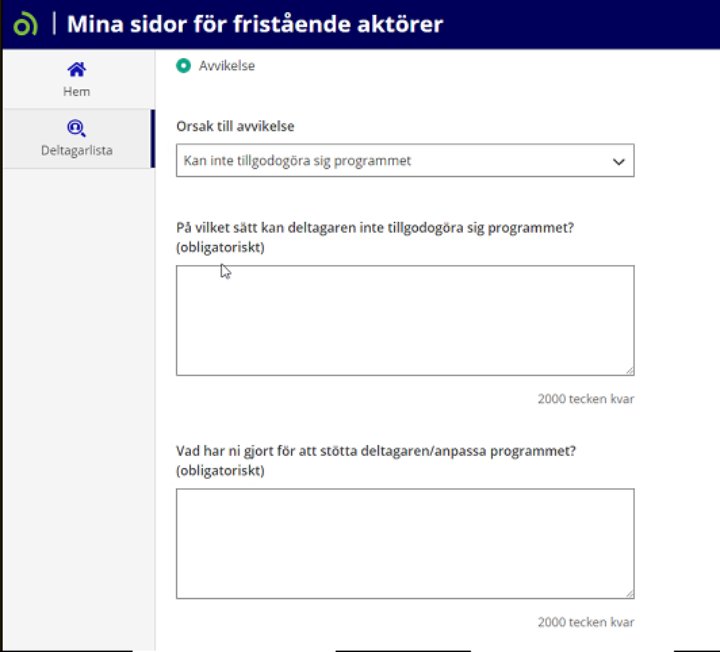 Mina sidor för fristående aktörer
Hem
Deltagarlista
Avvikelse
Orsak till avvikelse
Kan inte tillgodogöra sig programmet
På vilket sätt kan deltagaren inte tillgodogöra sig programmet?
(obligatoriskt)
2000 tecken kvar
Vad har ni gjort för att stötta deltagaren/anpassa programmet?
(obligatoriskt)
2000 tecken kvar